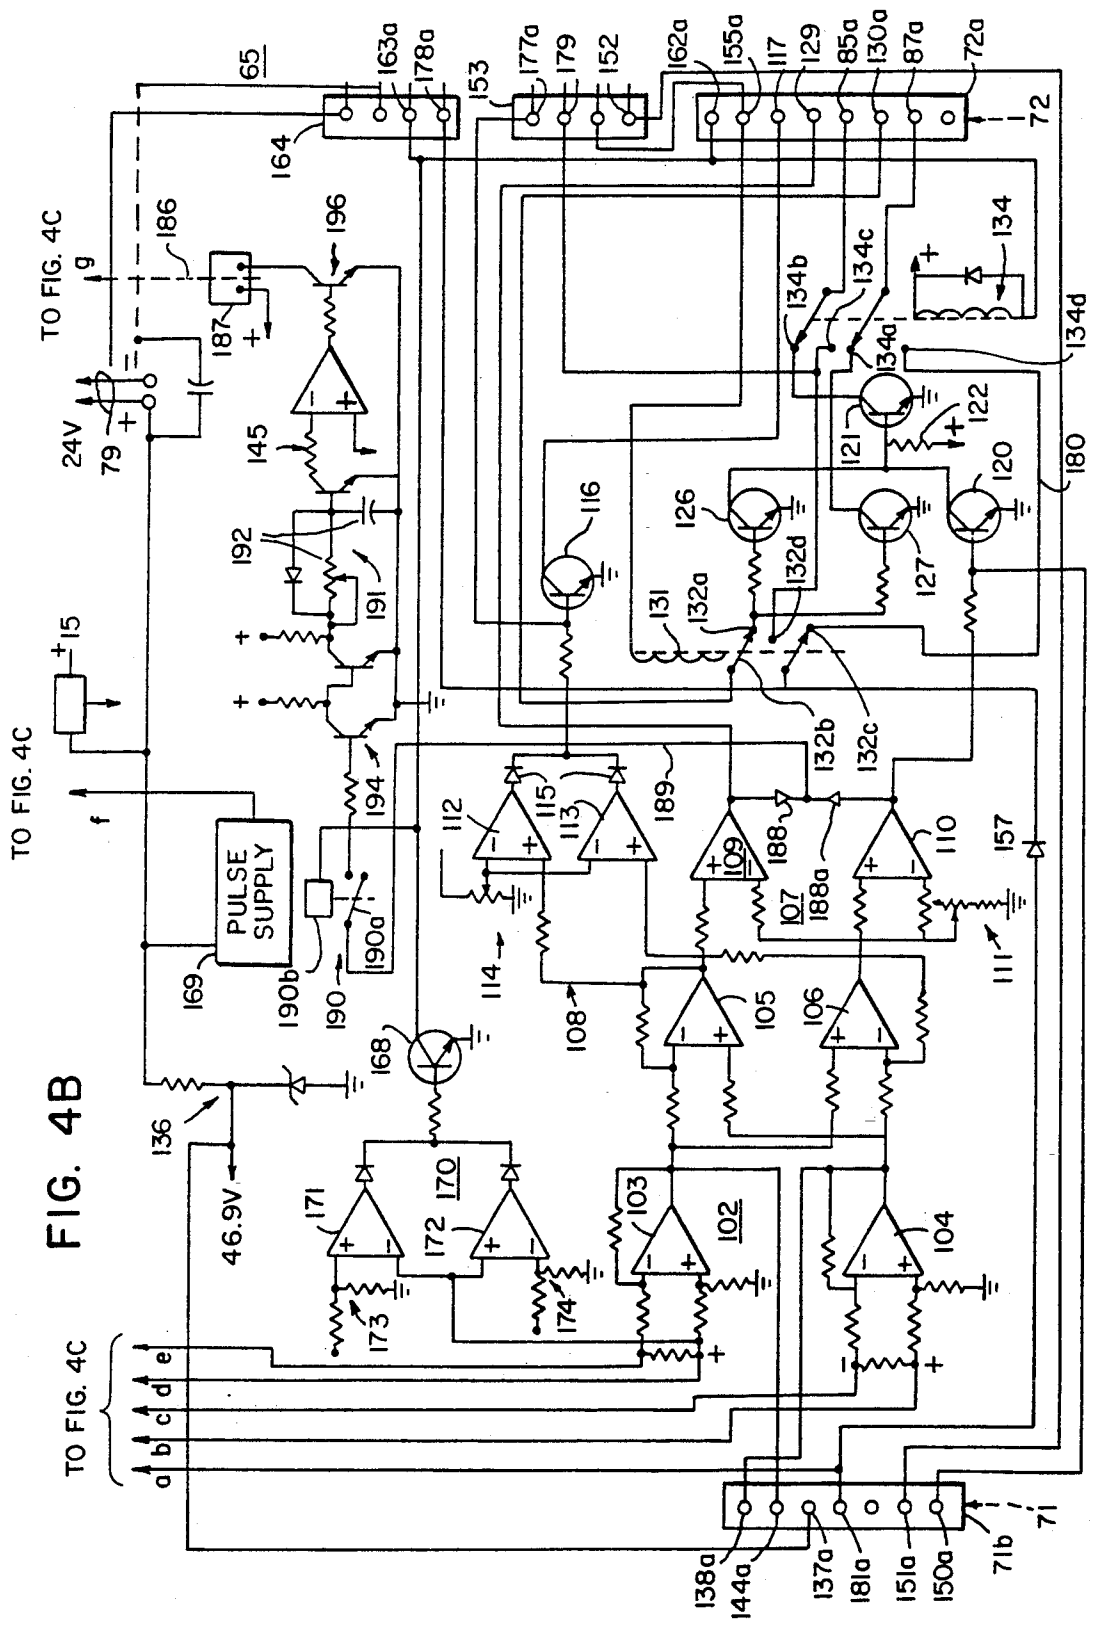 FIG. 4B
TO FIG. 4C
a
b
c
d
e
TO FIG. 4C
f
TO FIG. 4C
g
15
+
24V
79
+
−
65
186
187
+
196
145
192
191
194
+
+
PULSE
SUPPLY
169
190b
190
190a
136
46.9V
168
170
171
172
173
174
+
−
+
−
164
163a
178a
153
177a
179
152
162a
155a
117
129
85a
130a
87a
72a
72
112
113
114
115
116
108
189
109
107
188
188a
110
111
157
105
106
103
102
104
131
132a
132b
132c
132d
126
127
121
122
120
180
134
134a
134b
134c
134d
138a
144a
137a
181a
151a
150a
71b
71